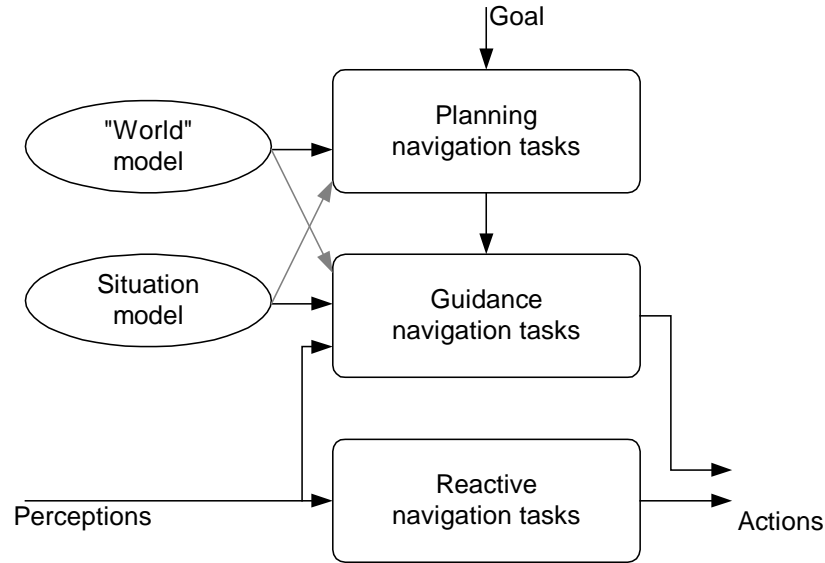 Goal
Planning
navigation tasks
"World"
model
Situation
model
Guidance
navigation tasks
Reactive
navigation tasks
Perceptions
Actions